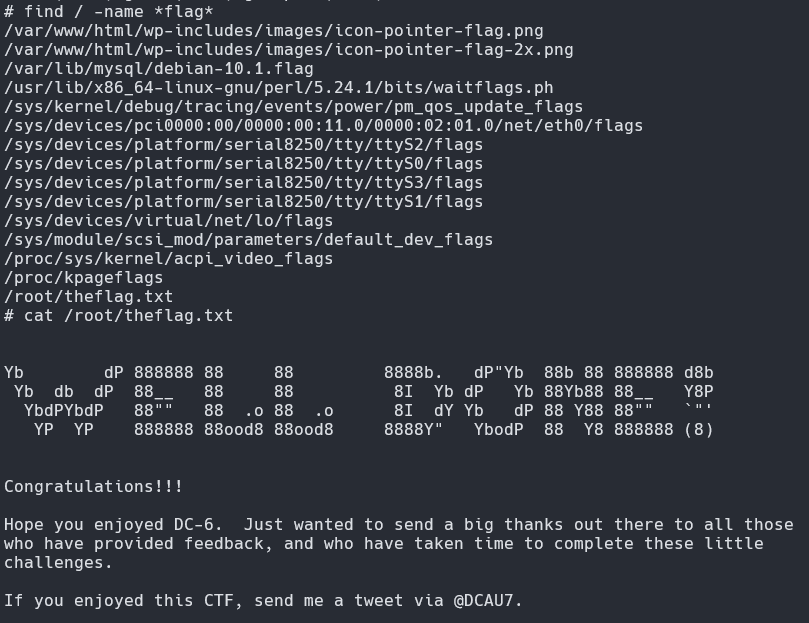 # find / -name *flag*
/var/www/html/wp-includes/images/icon-pointer-flag.png
/var/www/html/wp-includes/images/icon-pointer-flag-2x.png
/var/lib/mysql/debian-10.1.flag
/usr/lib/x86_64-linux-gnu/perl/5.24.1/bits/waitflags.ph
/sys/kernel/debug/tracing/events/power/pm_qos_update_flags
/sys/devices/pci0000:00/0000:00:11.0/0000:02:01.0/net/eth0/flags
/sys/devices/platform/serial8250/tty/ttyS2/flags
/sys/devices/platform/serial8250/tty/ttyS0/flags
/sys/devices/platform/serial8250/tty/ttyS3/flags
/sys/devices/platform/serial8250/tty/ttyS1/flags
/sys/devices/virtual/net/lo/flags
/sys/module/scsi_mod/parameters/default_dev_flags
/proc/sys/kernel/acpi_video_flags
/proc/kpageflags
/root/theflag.txt
# cat /root/theflag.txt
Yb        dP 888888 88     88         8888b.   dP"Yb  88b 88 888888 d8b
 Yb  db  dP  88__   88     88          8I  Yb dP   Yb 88Yb88 88__   Y8P
  YbdPYbdP   88""   88  .o 88  .o      8I  dY Yb   dP 88 Y88 88""   `"'
   YP  YP    888888 88ood8 88ood8     8888Y"   YbodP  88  Y8 888888 (8)
Congratulations!!!
Hope you enjoyed DC-6.  Just wanted to send a big thanks out there to all those
who have provided feedback, and who have taken time to complete these little
challenges.
If you enjoyed this CTF, send me a tweet via @DCAU7.